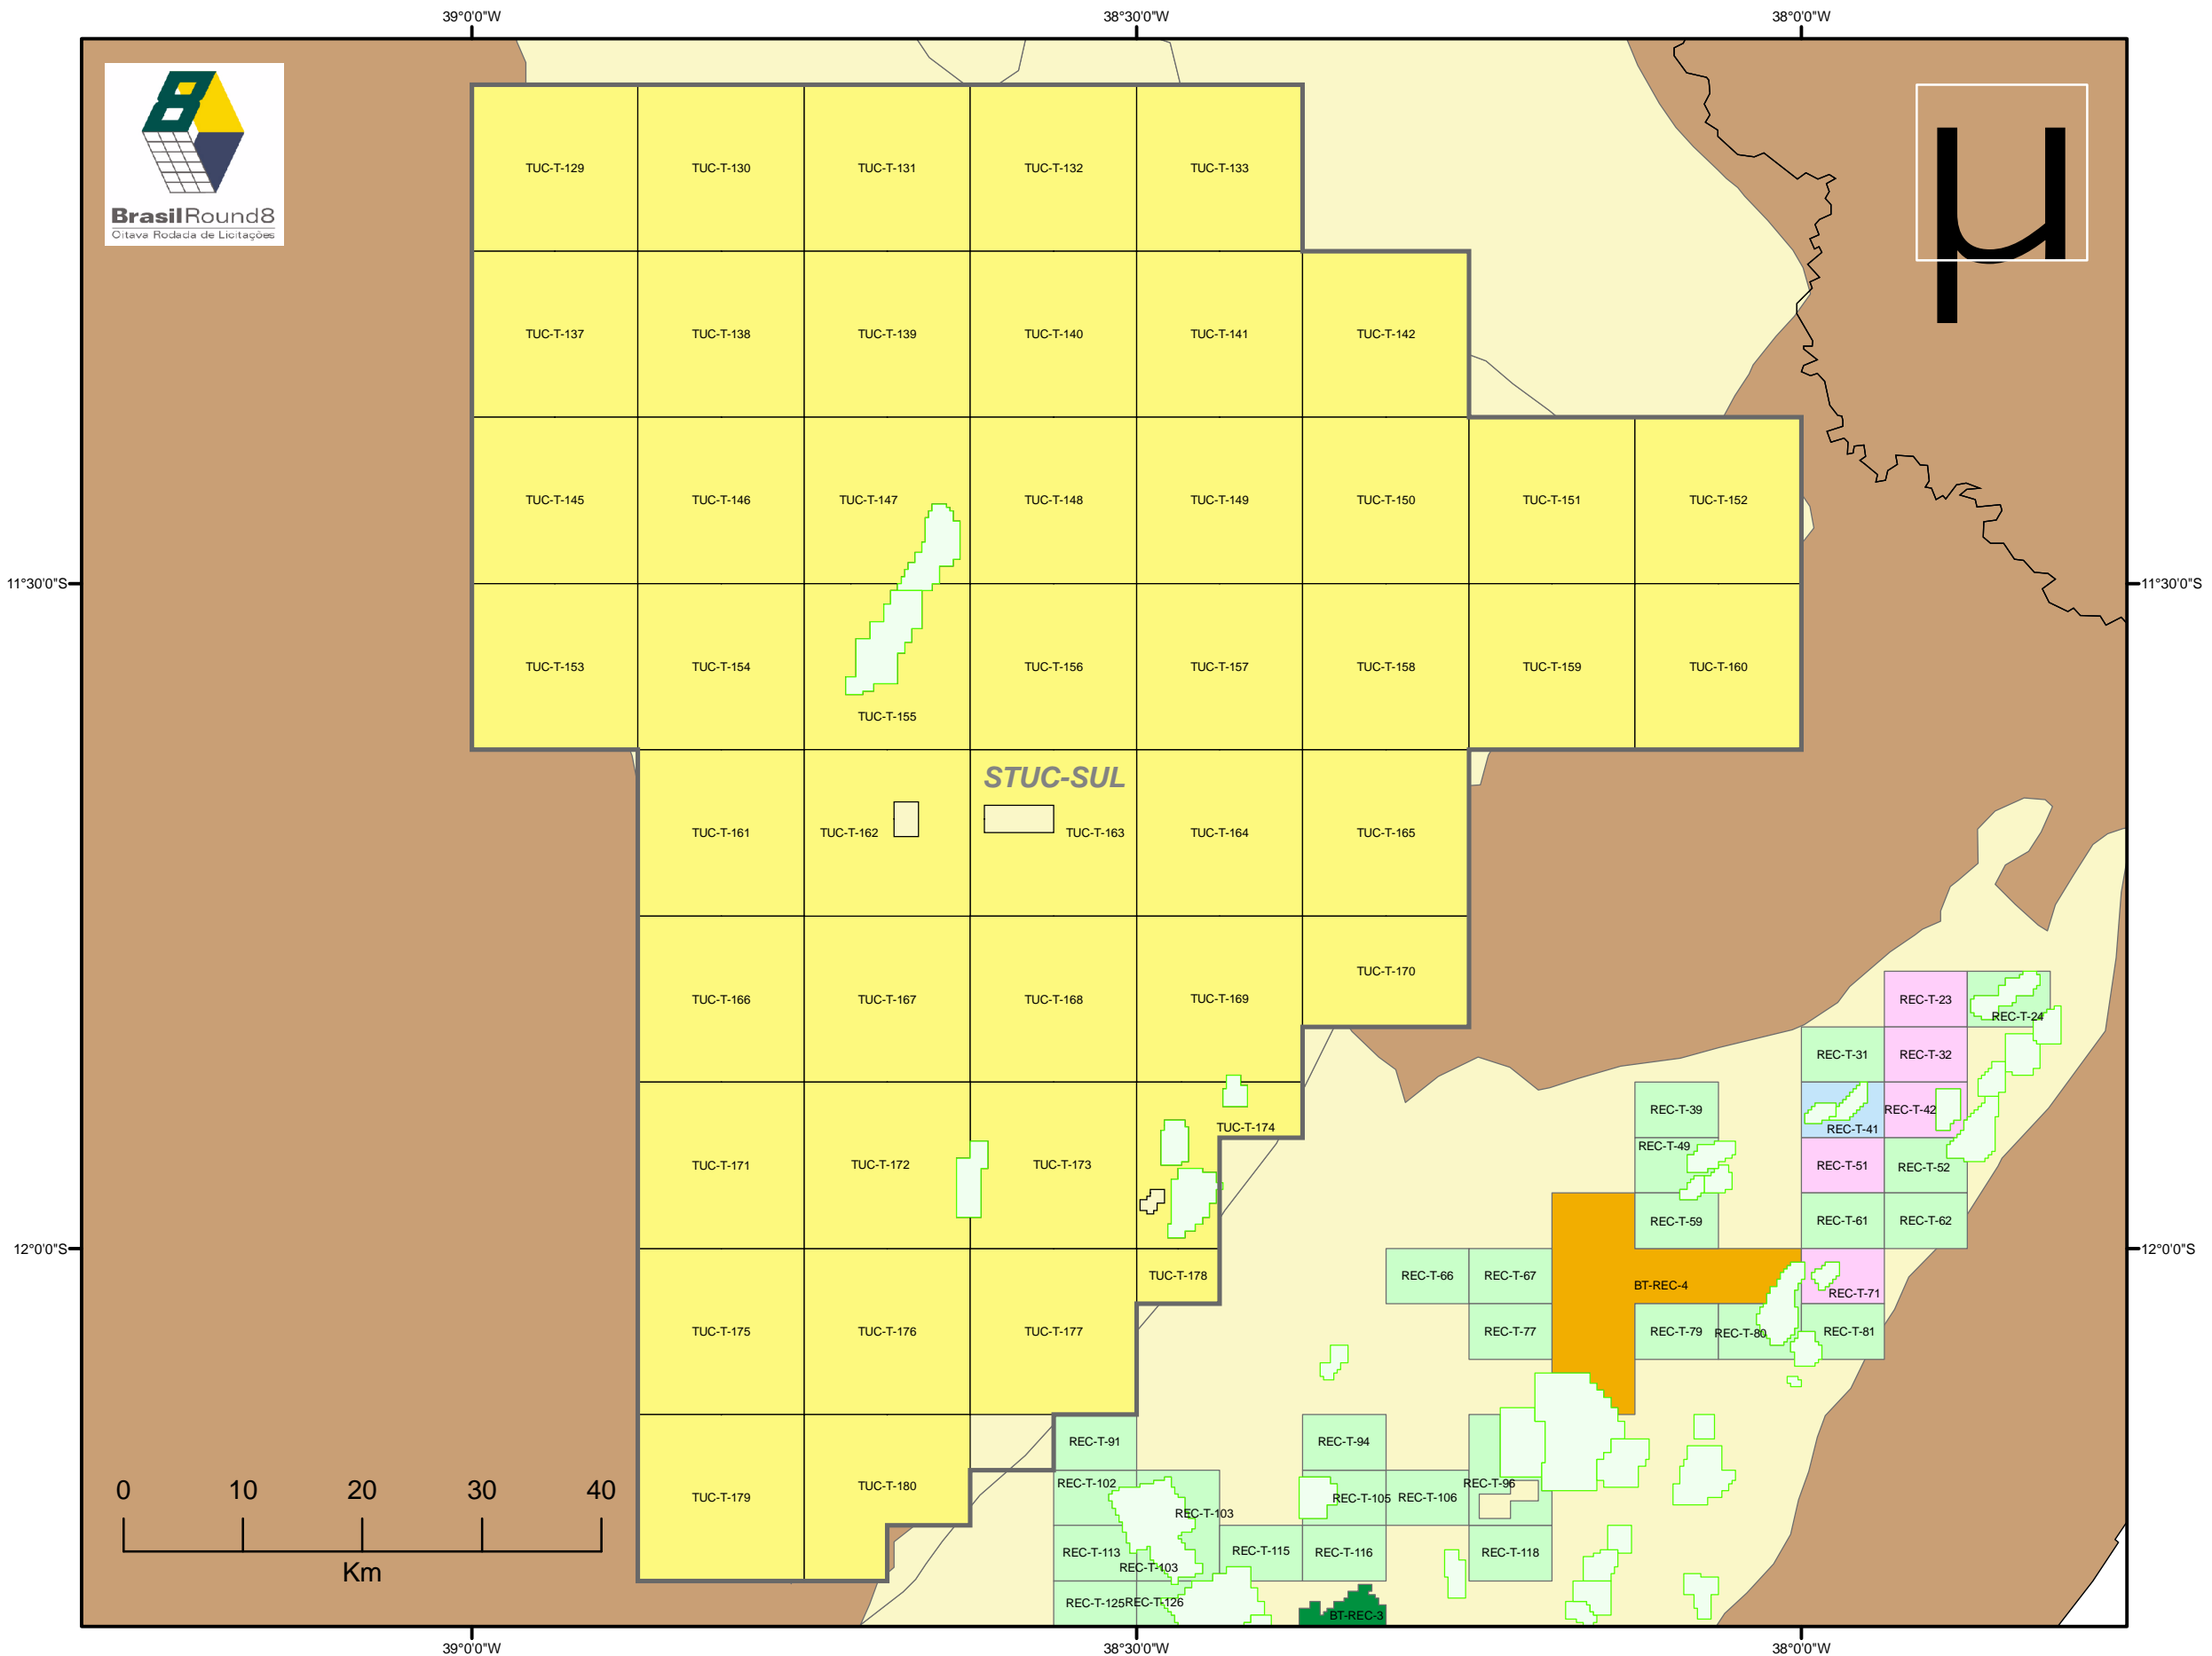 39°0'0"W 38°30'0"W 38°0'0"W
BrasilRound8
Oitava Rodada de Licitações
µ
TUC-T-129 TUC-T-130 TUC-T-131 TUC-T-132 TUC-T-133
TUC-T-137 TUC-T-138 TUC-T-139 TUC-T-140 TUC-T-141 TUC-T-142
TUC-T-145 TUC-T-146 TUC-T-147 TUC-T-148 TUC-T-149 TUC-T-150 TUC-T-151 TUC-T-152
11°30'0"S 11°30'0"S
TUC-T-153 TUC-T-154 TUC-T-156 TUC-T-157 TUC-T-158 TUC-T-159 TUC-T-160
TUC-T-155
STUC-SUL
TUC-T-161 TUC-T-162 TUC-T-163 TUC-T-164 TUC-T-165
TUC-T-170
TUC-T-166 TUC-T-167 TUC-T-168 TUC-T-169 REC-T-23
REC-T-24
REC-T-31 REC-T-32
REC-T-39 REC-T-42
TUC-T-174 REC-T-41
REC-T-49
TUC-T-171 TUC-T-172 TUC-T-173 REC-T-51 REC-T-52
REC-T-59 REC-T-61 REC-T-62
12°0'0"S 12°0'0"S
TUC-T-178 REC-T-66 REC-T-67 BT-REC-4
REC-T-71
TUC-T-175 TUC-T-176 TUC-T-177 REC-T-77 REC-T-79 REC-T-80 REC-T-81
REC-T-91 REC-T-94
REC-T-102 REC-T-96
TUC-T-179 TUC-T-180 REC-T-105 REC-T-106
REC-T-103
REC-T-113 REC-T-115 REC-T-116 REC-T-118
REC-T-103
REC-T-125 REC-T-126
BT-REC-3
0 10 20 30 40
Km
39°0'0"W 38°30'0"W 38°0'0"W